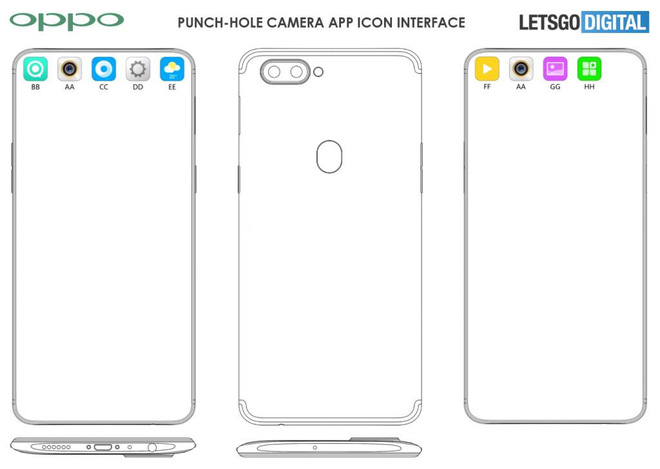 oppo
PUNCH-HOLE CAMERA APP ICON INTERFACE
LETSGODIGITAL
BB AA CC DD EE
FF AA GG HH